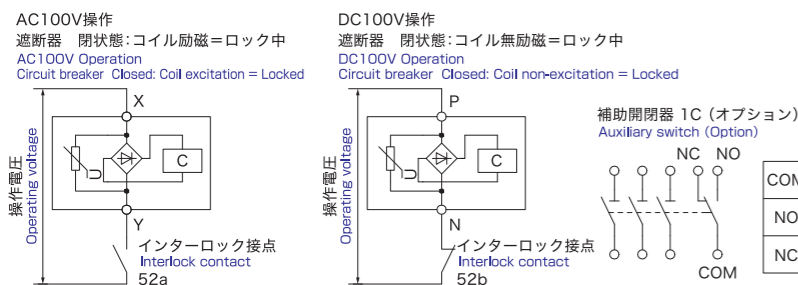 AC100V操作
遮断器　閉状態：コイル励磁＝ロック中
AC100V Operation
Circuit breaker Closed: Coil excitation = Locked
X
操作電圧
Operating voltage
U
C
Y
インターロック接点
Interlock contact
52a
DC100V操作
遮断器　閉状態：コイル無励磁＝ロック中
DC100V Operation
Circuit breaker Closed: Coil non-excitation = Locked
P
操作電圧
Operating voltage
U
C
N
インターロック接点
Interlock contact
52b
補助開閉器 1C（オプション）
Auxiliary switch (Option)
NC NO
COM
COM
NO
NC